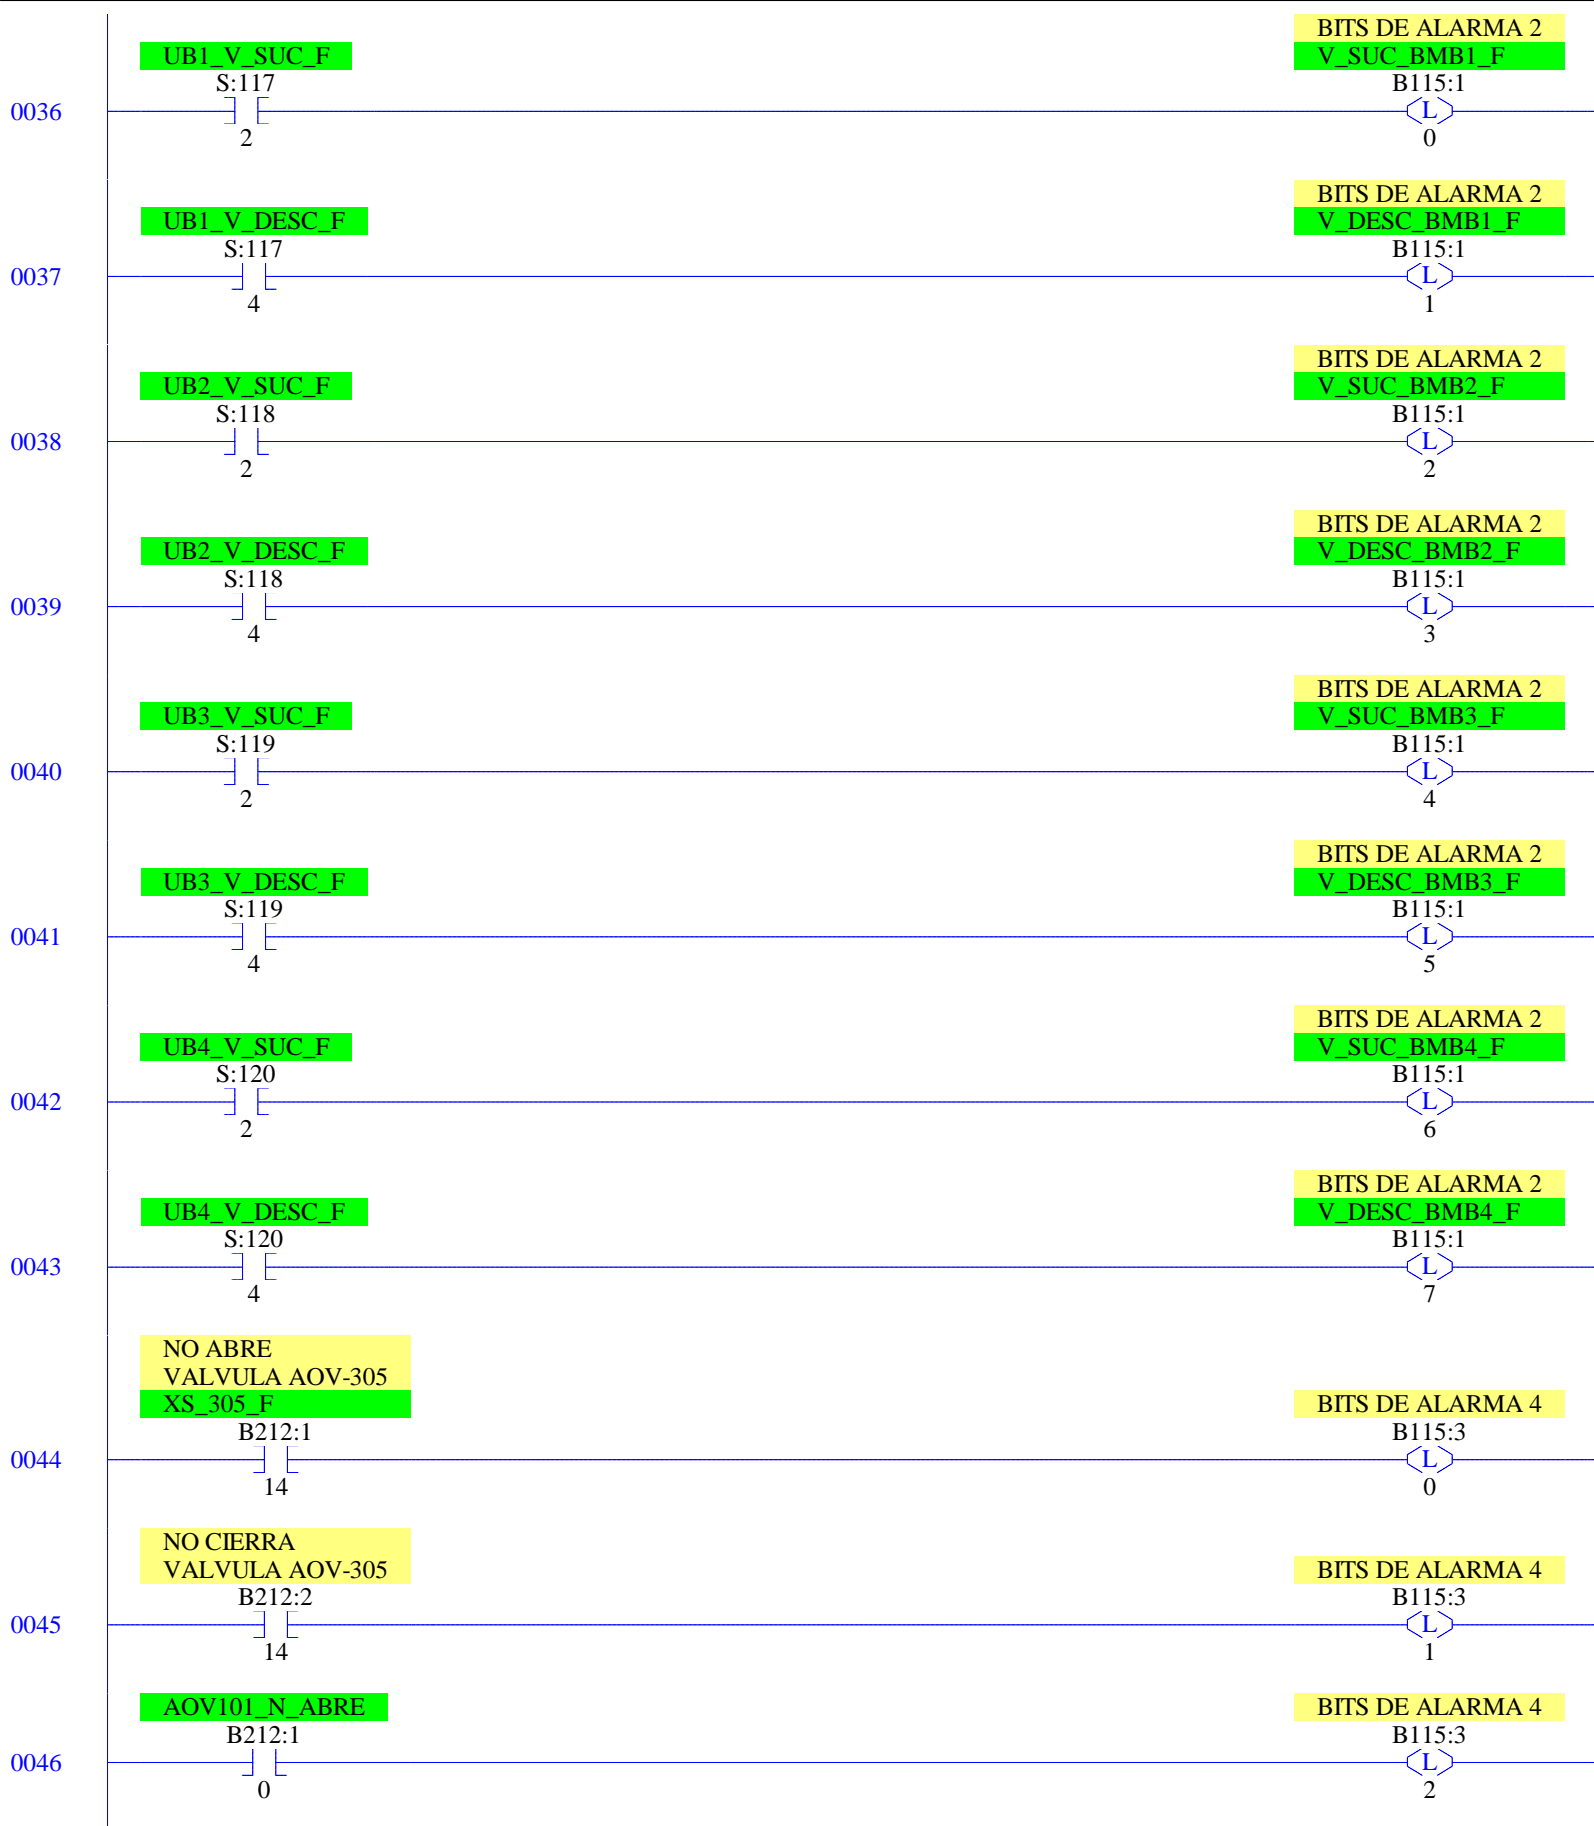 BITS DE ALARMA 2
UB1_V_SUC_F
V_SUC_BMB1_F
S:117
B115:1
0036
L
2
0
BITS DE ALARMA 2
UB1_V_DESC_F
V_DESC_BMB1_F
S:117
B115:1
0037
L
4
1
BITS DE ALARMA 2
UB2_V_SUC_F
V_SUC_BMB2_F
S:118
B115:1
0038
L
2
2
BITS DE ALARMA 2
UB2_V_DESC_F
V_DESC_BMB2_F
S:118
B115:1
0039
L
4
3
BITS DE ALARMA 2
UB3_V_SUC_F
V_SUC_BMB3_F
S:119
B115:1
0040
L
2
4
BITS DE ALARMA 2
UB3_V_DESC_F
V_DESC_BMB3_F
S:119
B115:1
0041
L
4
5
BITS DE ALARMA 2
UB4_V_SUC_F
V_SUC_BMB4_F
S:120
B115:1
0042
L
2
6
BITS DE ALARMA 2
UB4_V_DESC_F
V_DESC_BMB4_F
S:120
B115:1
0043
L
4
7
NO ABRE
VALVULA AOV-305
XS_305_F
BITS DE ALARMA 4
B212:1
B115:3
0044
L
14
0
NO CIERRA
VALVULA AOV-305
BITS DE ALARMA 4
B212:2
B115:3
0045
L
14
1
AOV101_N_ABRE
BITS DE ALARMA 4
B212:1
B115:3
0046
L
0
2